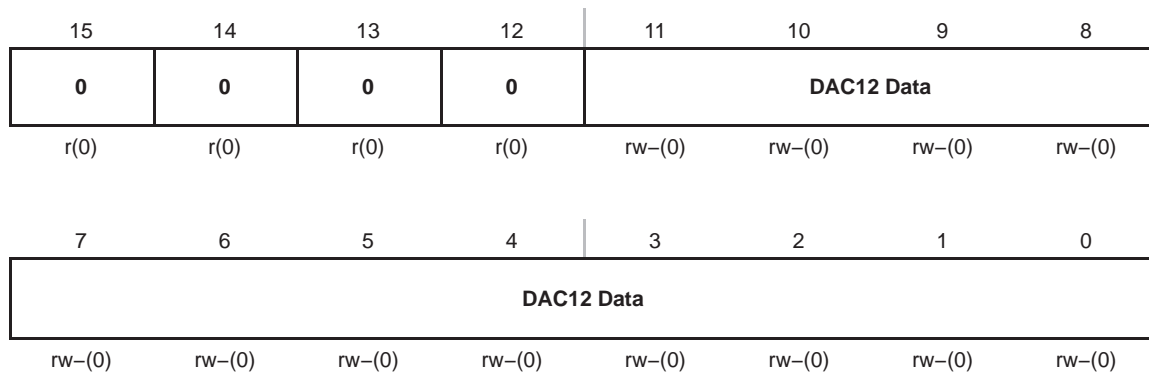 15 14 13 12 11 10 9 8
0 0 0 0 DAC12 Data
r(0) r(0) r(0) r(0) rw−(0) rw−(0) rw−(0) rw−(0)
7 6 5 4 3 2 1 0
DAC12 Data
rw−(0) rw−(0) rw−(0) rw−(0) rw−(0) rw−(0) rw−(0) rw−(0)